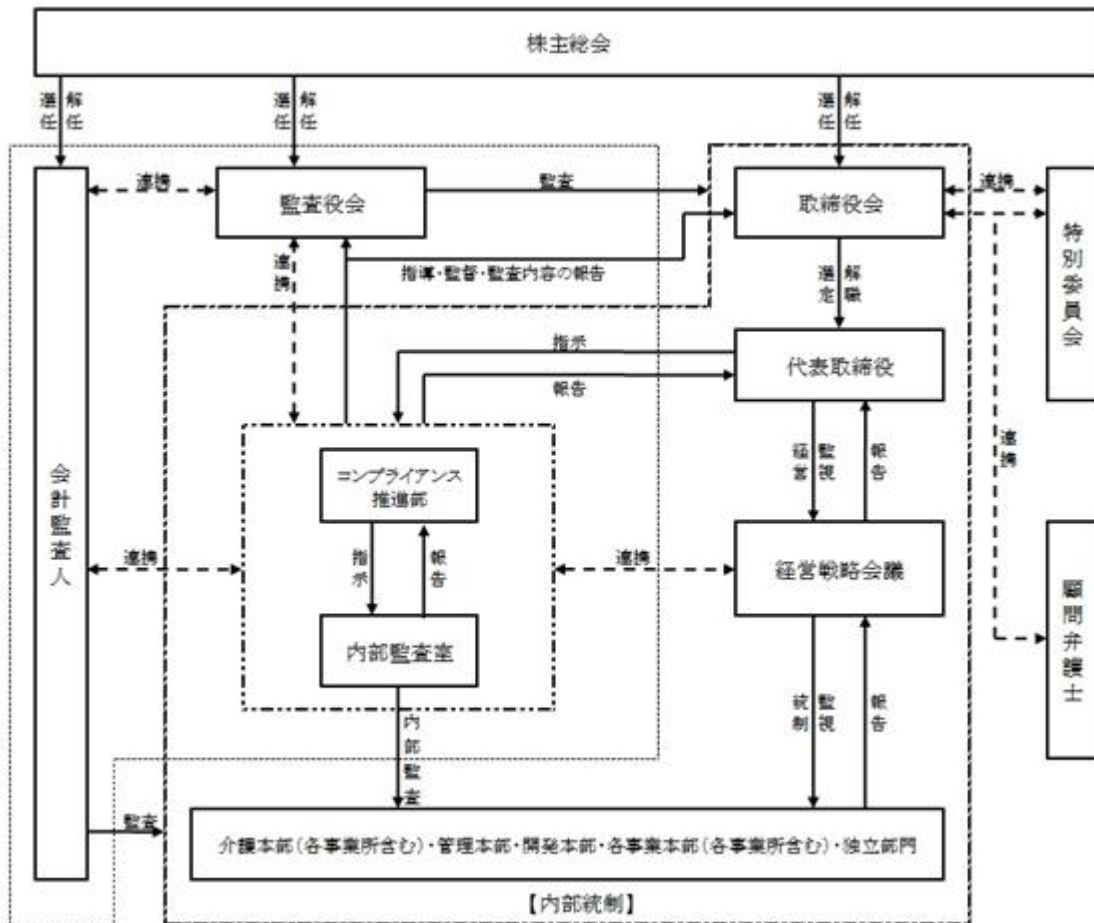 株主総会
選任
解任
選任
解任
選任
解任
連携
監査役会
監査
取締役会
連携
特別委員会
連携
指導・監督・監査内容の報告
選定
解職
指示
代表取締役
報告
連携
経営
監視
報告
コンプライアンス
推進部
会計監査人
連携
指示
報告
連携
経営戦略会議
顧問弁護士
内部監査室
内部監査
統制
監視
報告
監査
介護本部(各事業所含む)・管理本部・開発本部・各事業本部(各事業所含む)・独立部門
【内部統制】